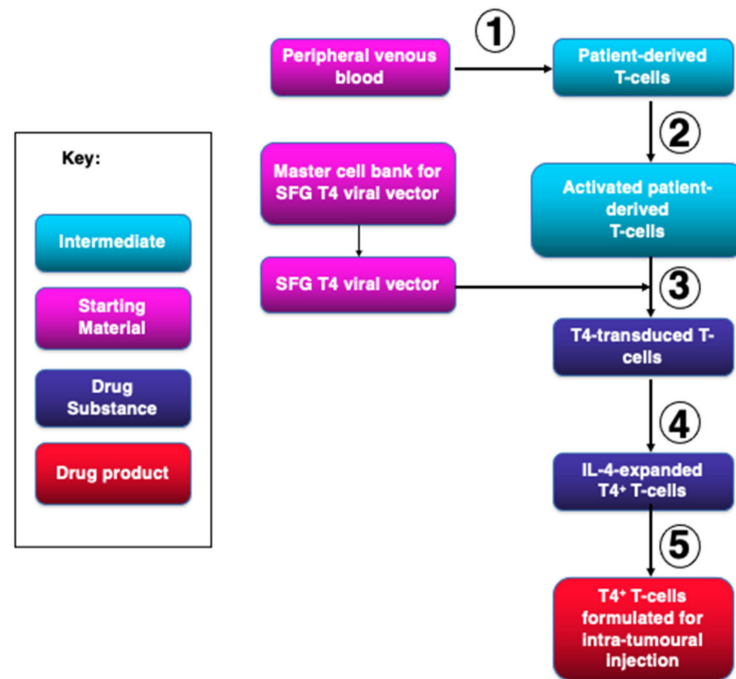 1
Peripheral venous
blood
Patient-derived
T-cells
2
Key:
Intermediate
Starting
Material
Drug
Substance
Drug product
Master cell bank for
SFG T4 viral vector
Activated patient-
derived
T-cells
SFG T4 viral vector
3
T4-transduced T-
cells
4
IL-4-expanded
T4⁺ T-cells
5
T4⁺ T-cells
formulated for
intra-tumoural
injection